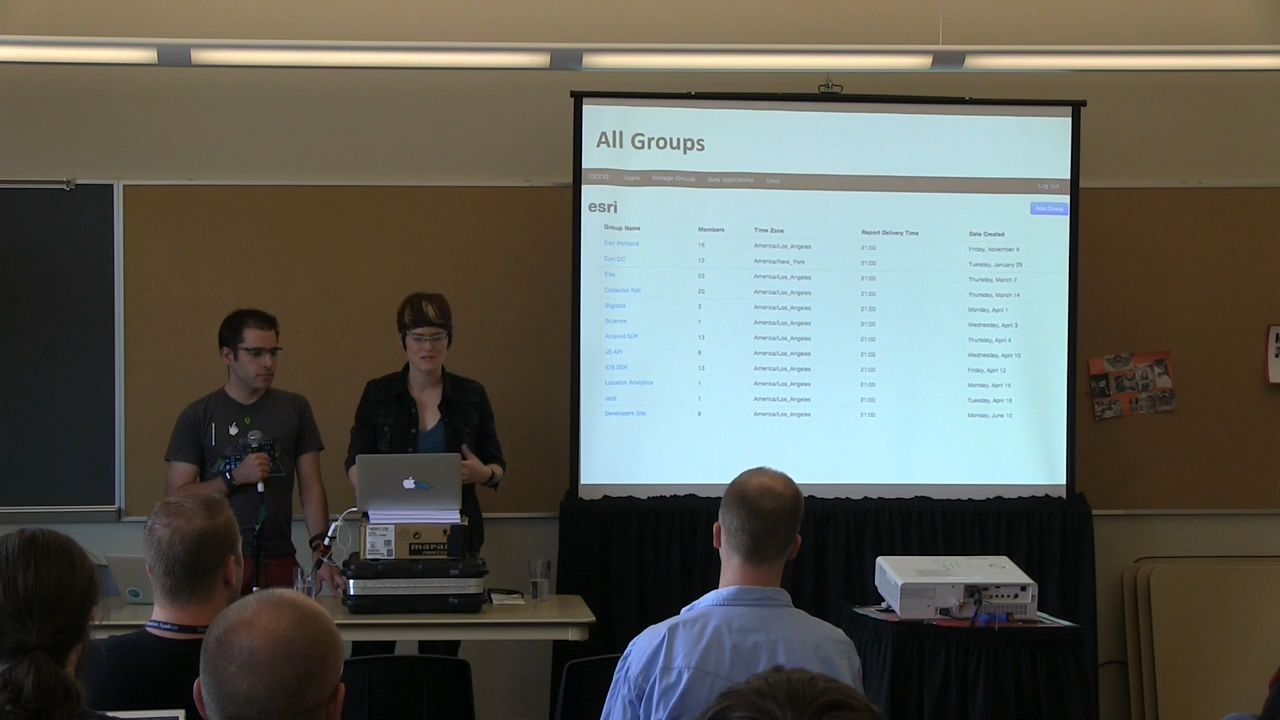 All Groups
Users Manage Groups Data Applications Docs Log Out
esri Add Group
Group Name Members Time Zone Report Delivery Time Date Created
Esri Portland 16 America/Los_Angeles 21:00 Friday, November 9
Esri DC 12 America/New_York 21:00 Tuesday, January 29
Eso 23 America/Los_Angeles 21:00 Thursday, March 7
Collector App 20 America/Los_Angeles 21:00 Thursday, March 14
Bigdata 3 America/Los_Angeles 21:00 Monday, April 1
Science 1 America/Los_Angeles 21:00 Wednesday, April 3
Android SDK 13 America/Los_Angeles 21:00 Thursday, April 4
JS API 6 America/Los_Angeles 21:00 Wednesday, April 10
iOS SDK 13 America/Los_Angeles 21:00 Friday, April 12
Location Analytics 1 America/Los_Angeles 21:00 Monday, April 15
1 America/Los_Angeles 21:00 Tuesday, April 16
Developers Site 6 America/Los_Angeles 21:00 Monday, June 10